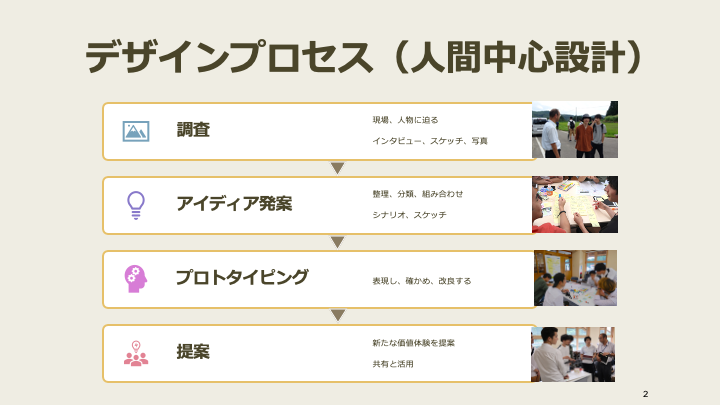 デザインプロセス（人間中心設計）
調査
現場、人物に迫る
インタビュー、スケッチ、写真
アイディア発案
整理、分類、組み合わせ
シナリオ、スケッチ
プロトタイピング
表現し、確かめ、改良する
提案
新たな価値体験を提案
共有と活用
2